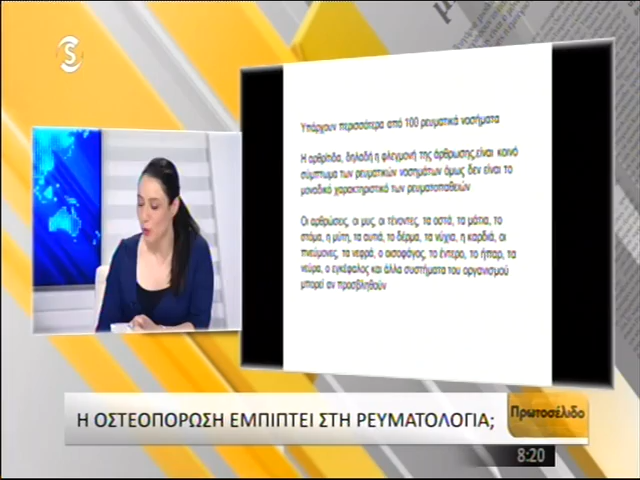 S
Υπάρχουν περισσότερα από 100 ρευματικά νοσήματα
Η αρθρίτιδα, δηλαδή η φλεγμονή της άρθρωσης,είναι κοινό
σύμπτωμα των ρευματικών νοσημάτων όμως δεν είναι το
μοναδικό χαρακτηριστικό των ρευματοπαθειών
Οι αρθρώσεις, οι μυς, οι τένοντες, τα οστά, τα μάτια, το
στόμα, η μύτη, τα αυτιά, το δέρμα, τα νύχια, η καρδιά, οι
πνεύμονες, τα νεφρά, ο οισοφάγος, το έντερο, το ήπαρ, τα
νεύρα, ο εγκέφαλος και άλλα συστήματα του οργανισμού
μπορεί αν προσβληθούν
Η ΟΣΤΕΟΠΟΡΩΣΗ ΕΜΠΙΠΤΕΙ ΣΤΗ ΡΕΥΜΑΤΟΛΟΓΙΑ;
Πρωτοσέλιδο
8:20